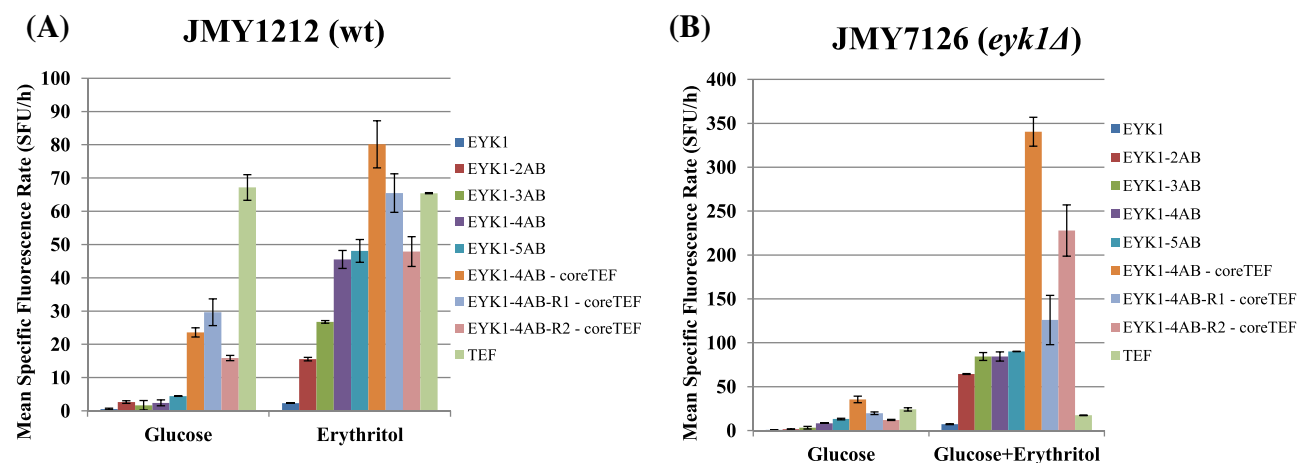 (A)
JMY1212 (wt)
Mean Specific Fluorescence Rate (SFU/h)
100
90
80
70
60
50
40
30
20
10
0
Glucose
Erythritol
EYK1
EYK1-2AB
EYK1-3AB
EYK1-4AB
EYK1-5AB
EYK1-4AB - coreTEF
EYK1-4AB-R1 - coreTEF
EYK1-4AB-R2 - coreTEF
TEF
(B)
JMY7126 (eyk1Δ)
Mean Specific Fluorescence Rate (SFU/h)
400
350
300
250
200
150
100
50
0
Glucose
Glucose+Erythritol
EYK1
EYK1-2AB
EYK1-3AB
EYK1-4AB
EYK1-5AB
EYK1-4AB - coreTEF
EYK1-4AB-R1 - coreTEF
EYK1-4AB-R2 - coreTEF
TEF